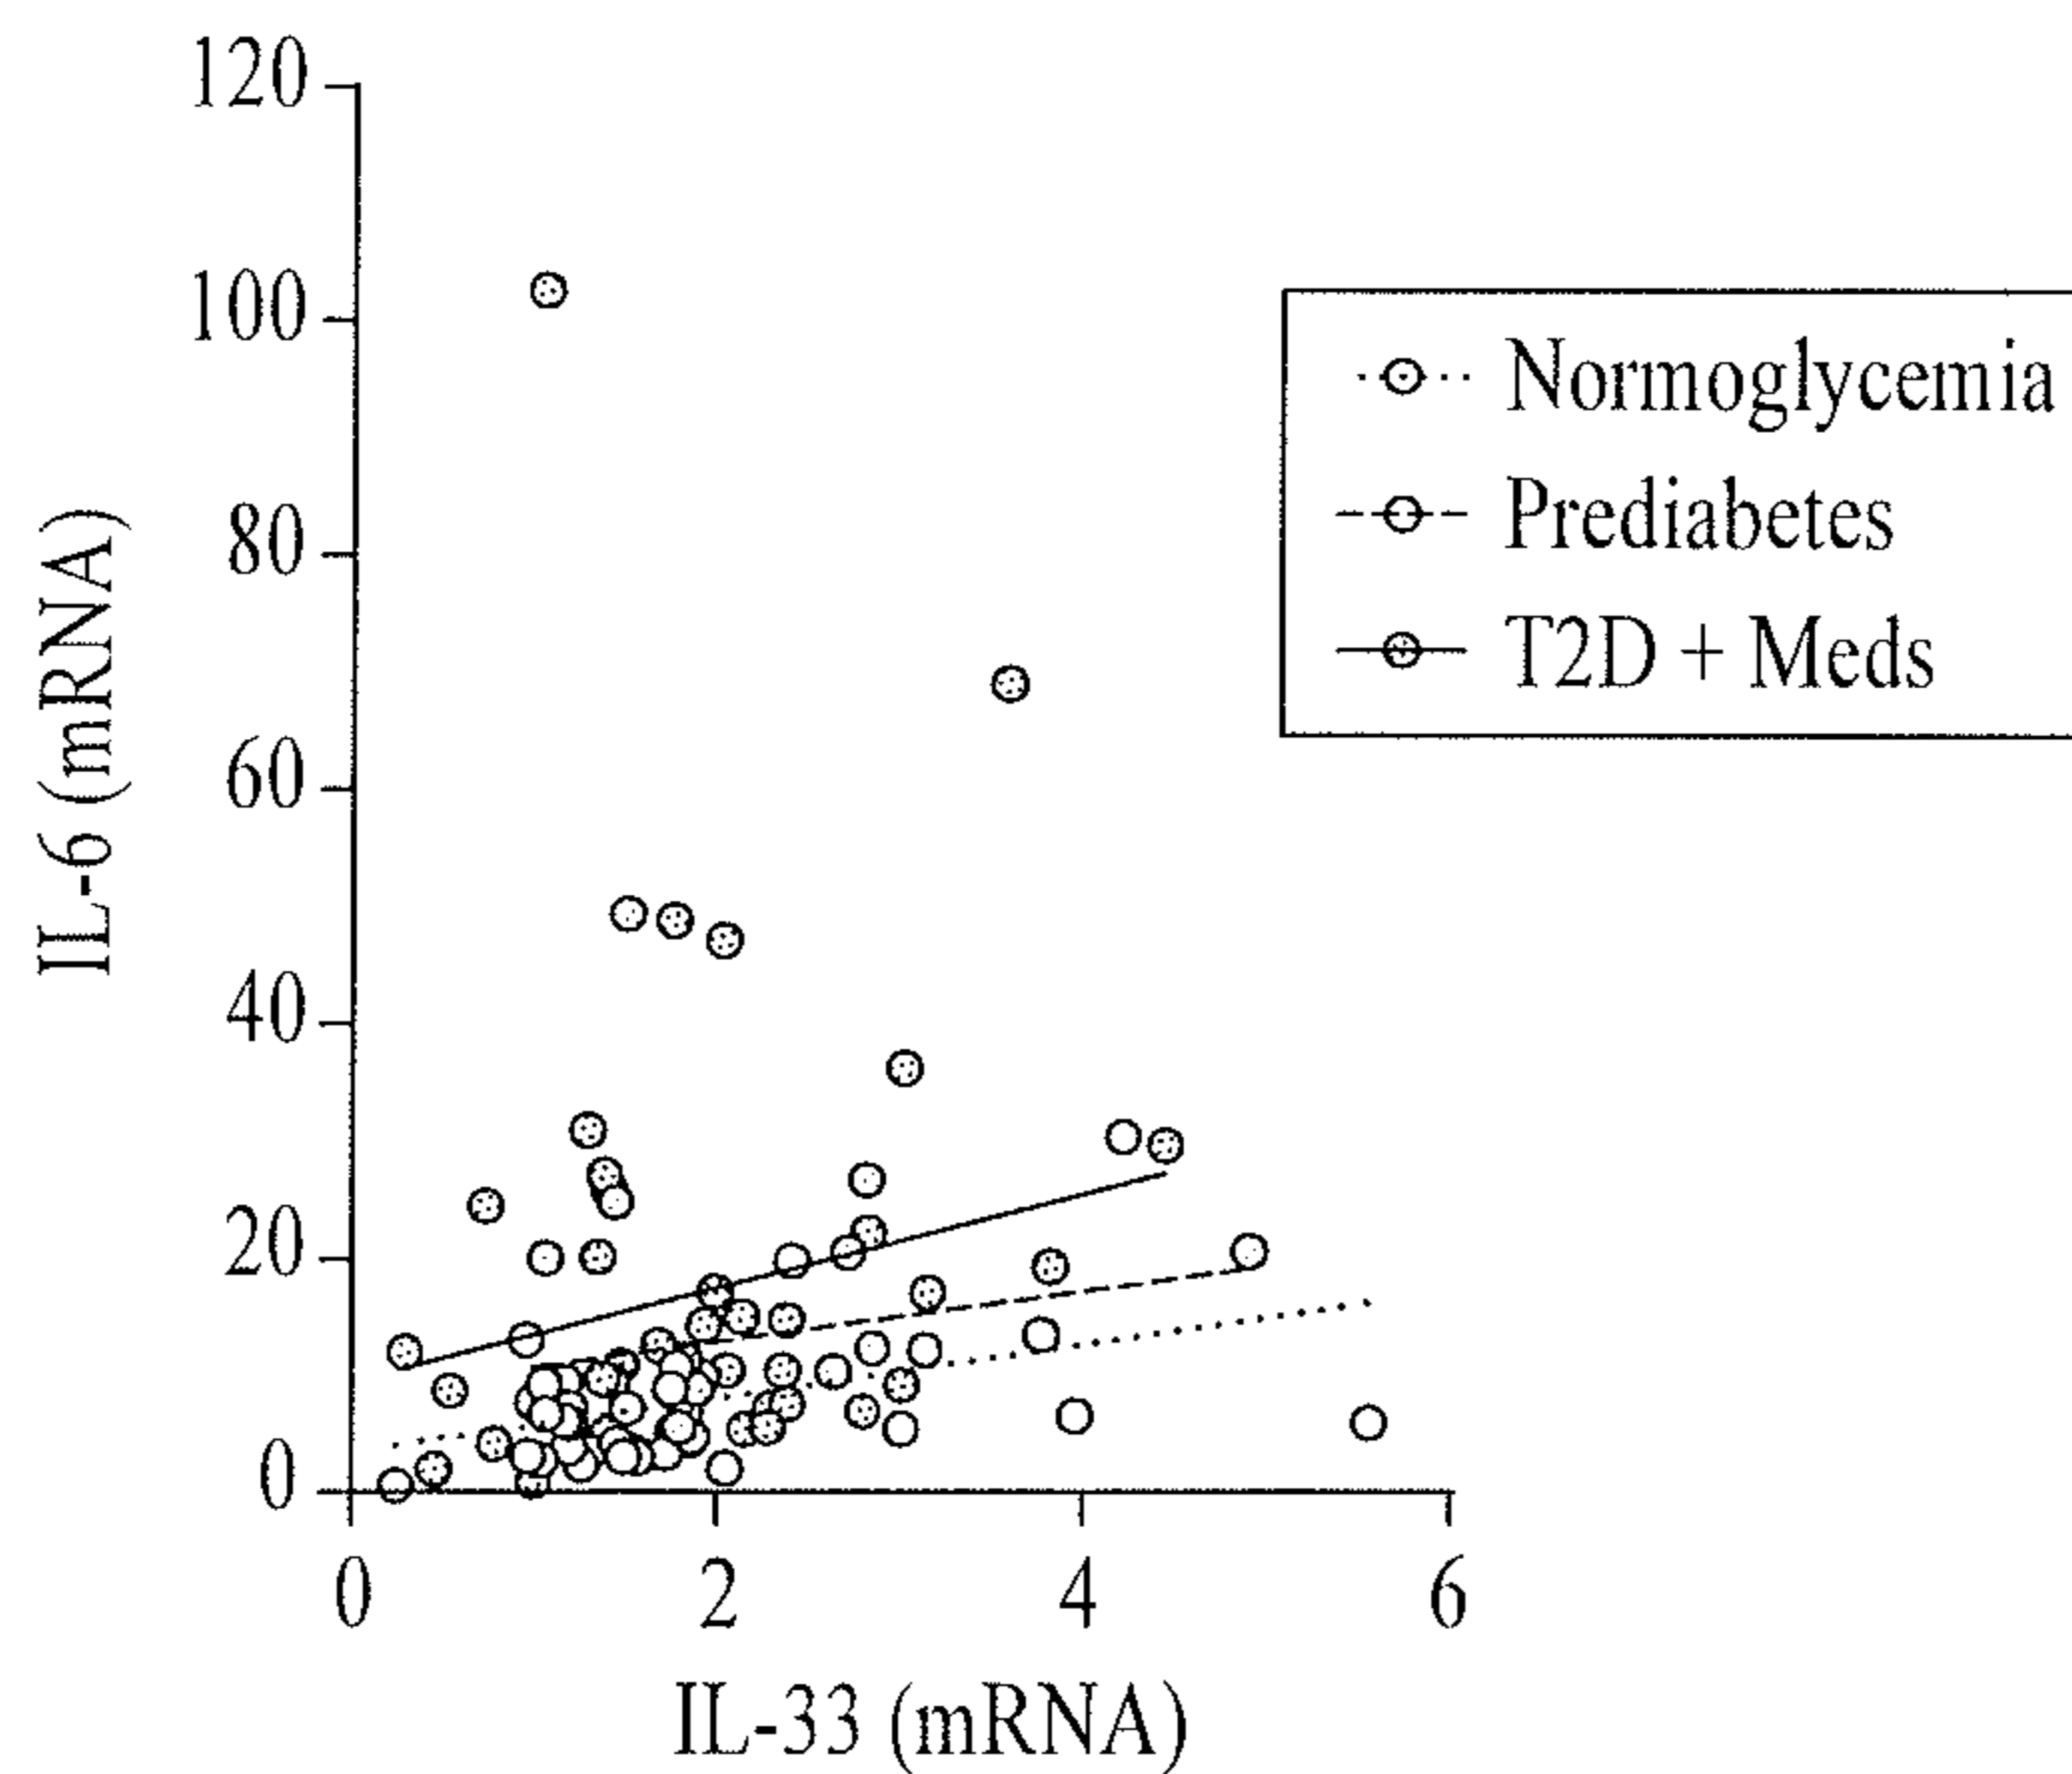 120
100
80
60
40
20
0
IL-6 (mRNA)
Normoglycemia
Prediabetes
T2D + Meds
0 2 4 6
IL-33 (mRNA)